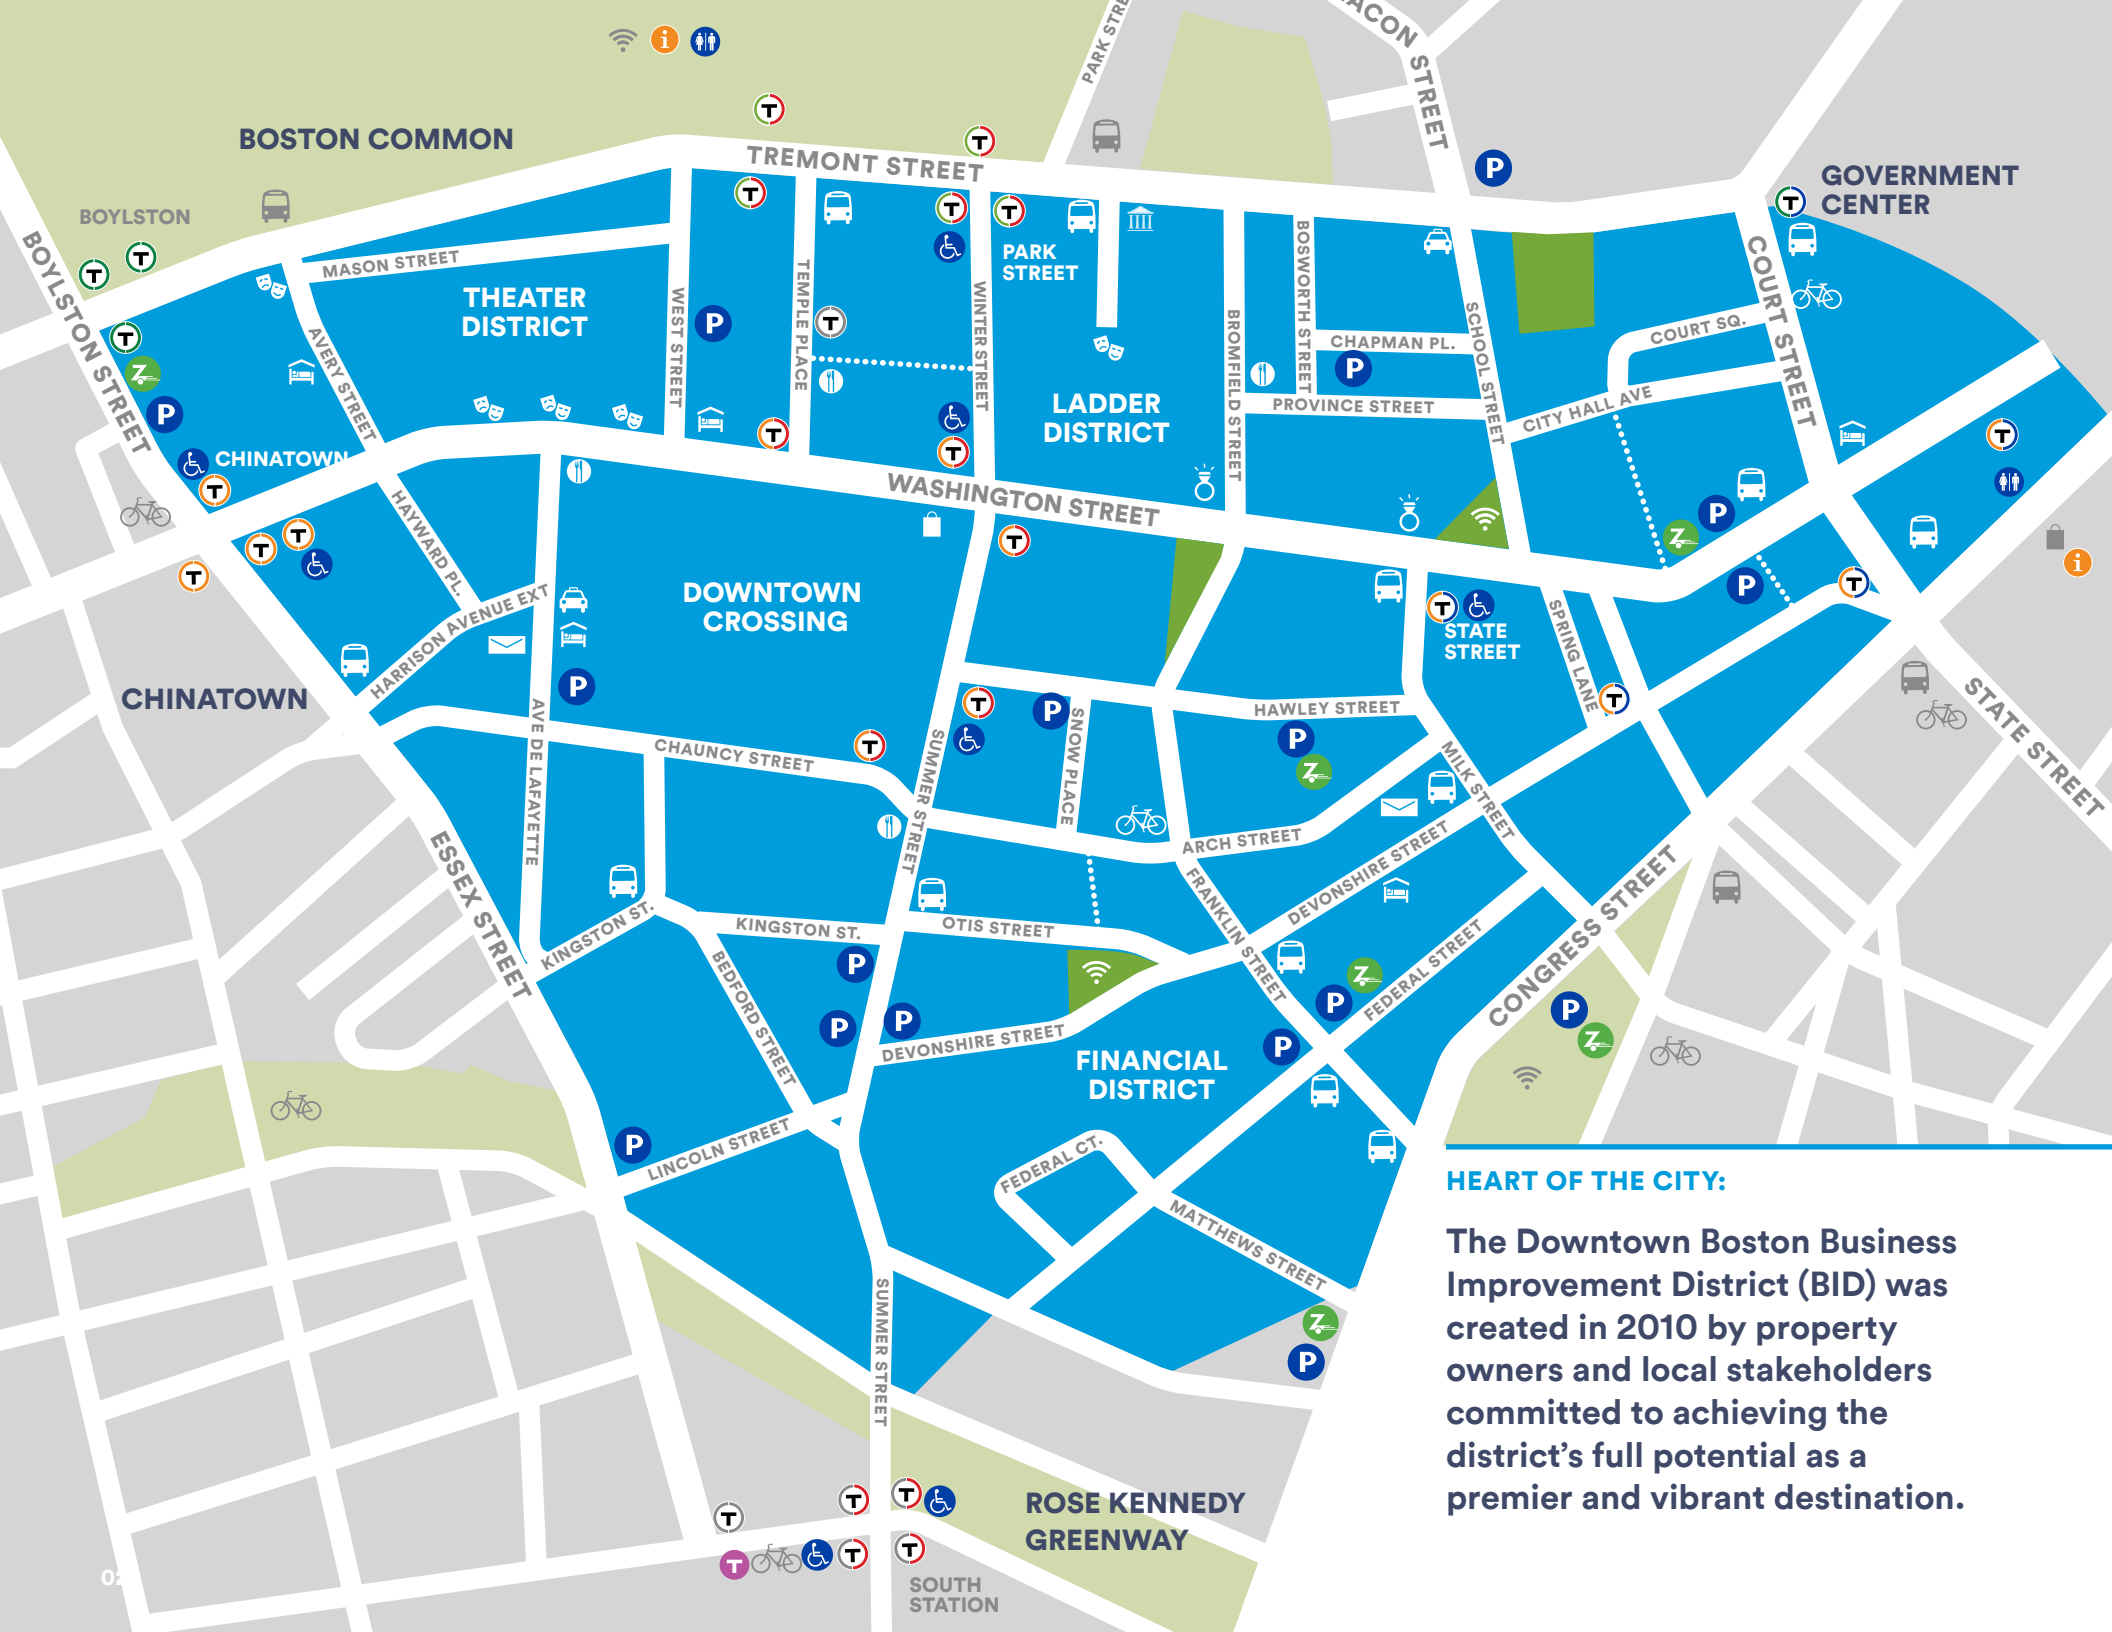 PARK STRE
ACON STREET
BOSTON COMMON
TREMONT STREET
GOVERNMENT
CENTER
BOYLSTON
BOYLSTON STREET
MASON STREET
THEATER
DISTRICT
AVERY STREET
WEST STREET
TEMPLE PLACE
WINTER STREET
PARK
STREET
BROMFIELD STREET
BOSWORTH STREET
CHAPMAN PL.
SCHOOL STREET
COURT SQ.
COURT STREET
LADDER
DISTRICT
PROVINCE STREET
CITY HALL AVE
CHINATOWN
WASHINGTON STREET
HAYWARD PL.
HARRISON AVENUE EXT
DOWNTOWN
CROSSING
STATE
STREET
SPRING LANE
CHINATOWN
AVE DE LAFAYETTE
CHAUNCY STREET
SUMMER STREET
SNOW PLACE
HAWLEY STREET
MILK STREET
STATE STREET
ESSEX STREET
ARCH STREET
DEVONSHIRE STREET
FRANKLIN STREET
CONGRESS STREET
KINGSTON ST.
KINGSTON ST.
OTIS STREET
BEDFORD STREET
FEDERAL STREET
DEVONSHIRE STREET
FINANCIAL
DISTRICT
LINCOLN STREET
FEDERAL CT.
MATTHEWS STREET
SUMMER STREET
HEART OF THE CITY:
The Downtown Boston Business
Improvement District (BID) was
created in 2010 by property
owners and local stakeholders
committed to achieving the
district's full potential as a
premier and vibrant destination.
ROSE KENNEDY
GREENWAY
SOUTH
STATION
02